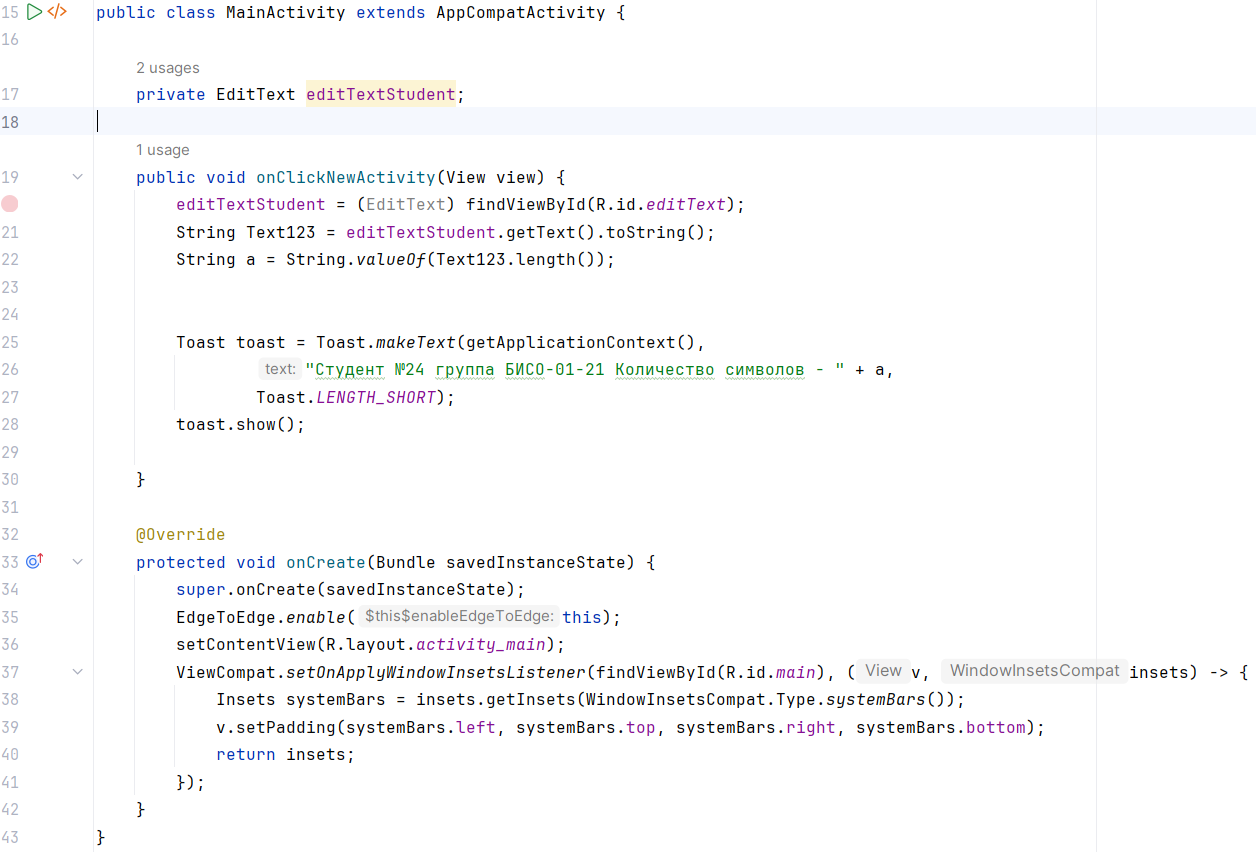 15 public class MainActivity extends AppCompatActivity {
16
2 usages
17 private EditText editTextStudent;
18
1 usage
19 public void onClickNewActivity(View view) {
editTextStudent = (EditText) findViewById(R.id.editText);
21 String Text123 = editTextStudent.getText().toString();
22 String a = String.valueOf(Text123.length());
23
24
25 Toast toast = Toast.makeText(getApplicationContext(),
26 text: "Студент №24 группа БИСО-01-21 Количество символов - " + a,
27 Toast.LENGTH_SHORT);
28 toast.show();
29
30 }
31
32 @Override
33 protected void onCreate(Bundle savedInstanceState) {
34 super.onCreate(savedInstanceState);
35 EdgeToEdge.enable( $this$enableEdgeToEdge: this);
36 setContentView(R.layout.activity_main);
37 ViewCompat.setOnApplyWindowInsetsListener(findViewById(R.id.main), ( View v, WindowInsetsCompat insets) -> {
38 Insets systemBars = insets.getInsets(WindowInsetsCompat.Type.systemBars());
39 v.setPadding(systemBars.left, systemBars.top, systemBars.right, systemBars.bottom);
40 return insets;
41 });
42 }
43 }